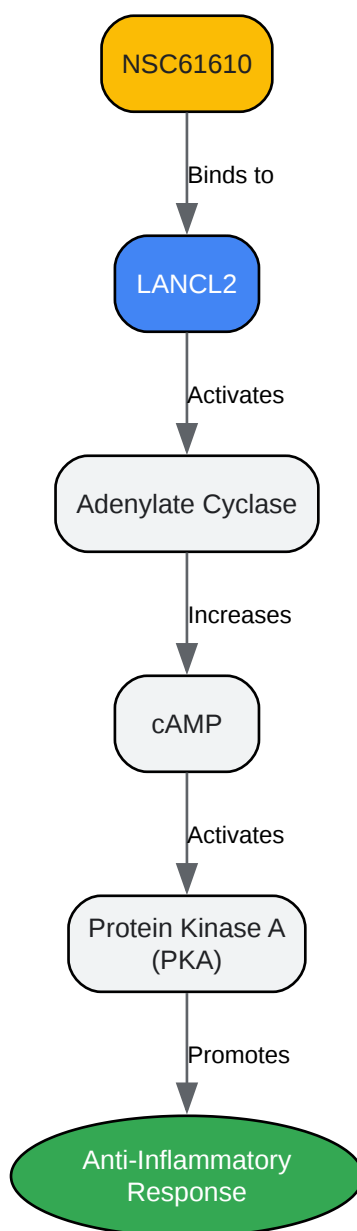 NSC61610
Binds to
LANCL2
Activates
Adenylate Cyclase
Increases
cAMP
Activates
Protein Kinase A
(PKA)
Promotes
Anti-Inflammatory
Response